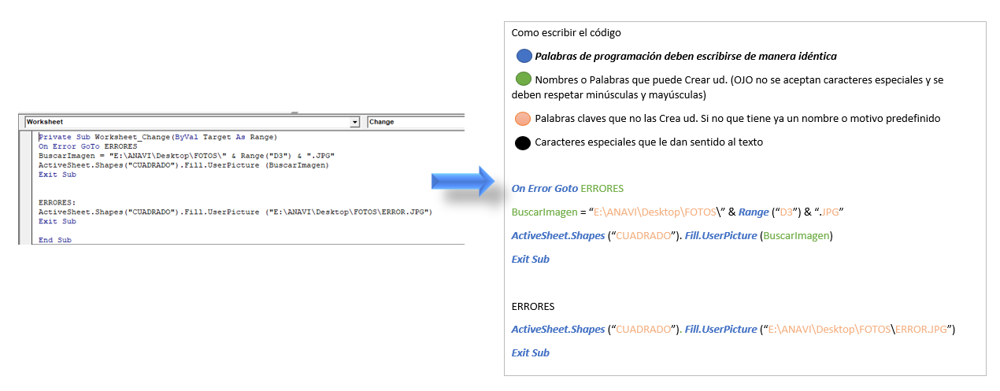 Worksheet
Change
Private Sub Worksheet_Change(ByVal Target As Range)
On Error GoTo ERRORES
BuscarImagen = "E:\ANAVI\Desktop\FOTOS\" & Range("D3") & ".JPG"
ActiveSheet.Shapes("CUADRADO").Fill.UserPicture (BuscarImagen)
Exit Sub
ERRORES:
ActiveSheet.Shapes("CUADRADO").Fill.UserPicture ("E:\ANAVI\Desktop\FOTOS\ERROR.JPG")
Exit Sub
End Sub
Como escribir el código
Palabras de programación deben escribirse de manera idéntica
Nombres o Palabras que puede Crear ud. (OJO no se aceptan caracteres especiales y se
deben respetar minúsculas y mayúsculas)
Palabras claves que no las Crea ud. Si no que tiene ya un nombre o motivo predefinido
Caracteres especiales que le dan sentido al texto
On Error Goto ERRORES
BuscarImagen = “E:\ANAVI\Desktop\FOTOS\” & Range (“D3”) & “.JPG”
ActiveSheet.Shapes (“CUADRADO”). Fill.UserPicture (BuscarImagen)
Exit Sub
ERRORES
ActiveSheet.Shapes (“CUADRADO”). Fill.UserPicture (“E:\ANAVI\Desktop\FOTOS\ERROR.JPG”)
Exit Sub